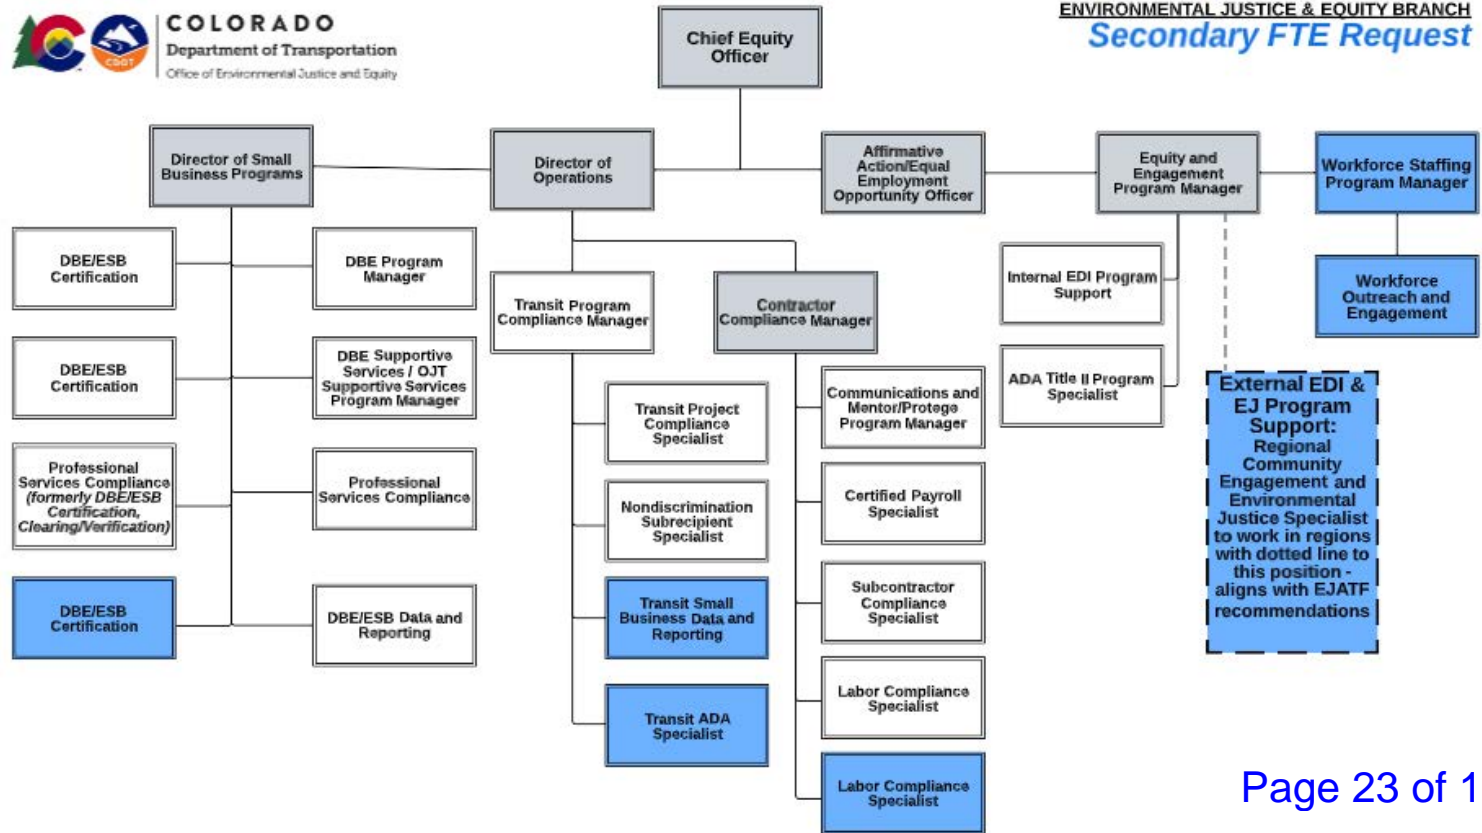 COLORADO
Department of Transportation
Office of Environmental Justice and Equity
CDOT
ENVIRONMENTAL JUSTICE & EQUITY BRANCH
Secondary FTE Request
Chief Equity
Officer
Director of Small
Business Programs
Director of
Operations
Affirmative
Action/Equal
Employment
Opportunity Officer
Equity and
Engagement
Program Manager
Workforce Staffing
Program Manager
DBE/ESB
Certification
DBE Program
Manager
DBE/ESB
Certification
DBE Supportive
Services / OJT
Supportive Services
Program Manager
Professional
Services Compliance
(formerly DBE/ESB
Certification,
Clearing/Verification)
Professional
Services Compliance
DBE/ESB
Certification
DBE/ESB Data and
Reporting
Transit Program
Compliance Manager
Contractor
Compliance Manager
Transit Project
Compliance
Specialist
Nondiscrimination
Subrecipient
Specialist
Transit Small
Business Data and
Reporting
Transit ADA
Specialist
Communications and
Mentor/Protege
Program Manager
Certified Payroll
Specialist
Subcontractor
Compliance
Specialist
Labor Compliance
Specialist
Labor Compliance
Specialist
Internal EDI Program
Support
ADA Title II Program
Specialist
External EDI &
EJ Program
Support:
Regional
Community
Engagement and
Environmental
Justice Specialist
to work in regions
with dotted line to
this position -
aligns with EJATF
recommendations
Workforce
Outreach and
Engagement
Page 23 of 1